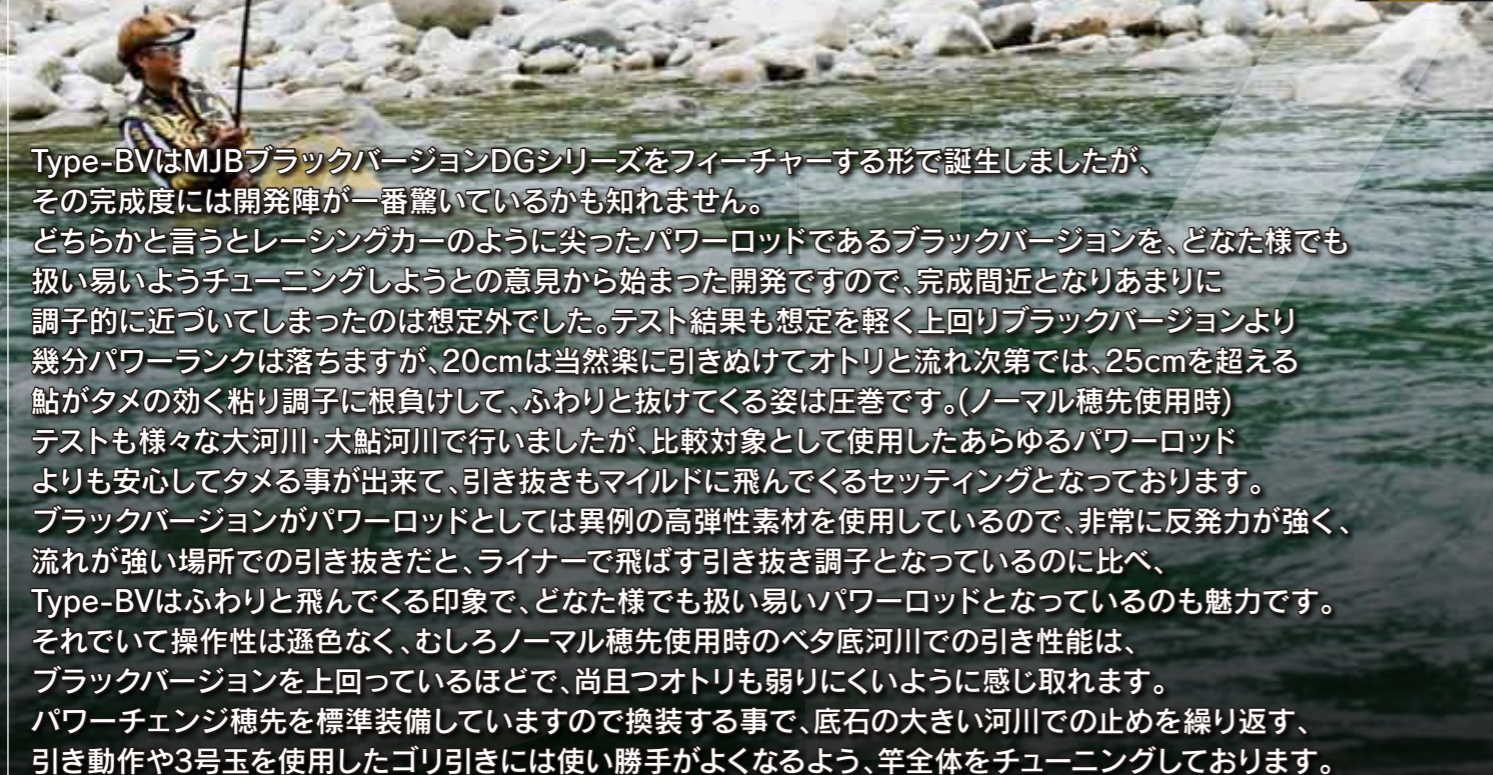 Type-BVはMJBブラックバージョンDGシリーズをフィーチャーする形で誕生しましたが、
その完成度には開発陣が一番驚いているかも知れません。
どちらかと言うとレーシングカーのように尖ったパワーロッドであるブラックバージョンを、どなた様でも
扱い易いようチューニングしようとの意見から始まった開発ですので、完成間近となりあまりに
調子的に近づいてしまったのは想定外でした。テスト結果も想定を軽く上回りブラックバージョンより
幾分パワーランクは落ちますが、20cmは当然楽に引きぬけてオトリと流れ次第では、25cmを超える
鮎がタメの効く粘り調子に根負けして、ふわりと抜けてくる姿は圧巻です。(ノーマル穂先使用時)
テストも様々な大河川・大鮎河川で行いましたが、比較対象として使用したあらゆるパワーロッド
よりも安心してタメる事が出来て、引き抜きもマイルドに飛んでくるセッティングとなっております。
ブラックバージョンがパワーロッドとしては異例の高弾性素材を使用しているので、非常に反発力が強く、
流れが強い場所での引き抜きだと、ライナーで飛ばす引き抜き調子となっているのに比べ、
Type-BVはふわりと飛んでくる印象で、どなた様でも扱い易いパワーロッドとなっているのも魅力です。
それでいて操作性は遜色なく、むしろノーマル穂先使用時のベタ底河川での引き性能は、
ブラックバージョンを上回っているほどで、尚且つオトリも弱りにくいように感じ取れます。
パワーチェンジ穂先を標準装備していますので換装する事で、底石の大きい河川での止めを繰り返す、
引き動作や3号玉を使用したゴリ引きには使い勝手がよくなるよう、竿全体をチューニングしております。